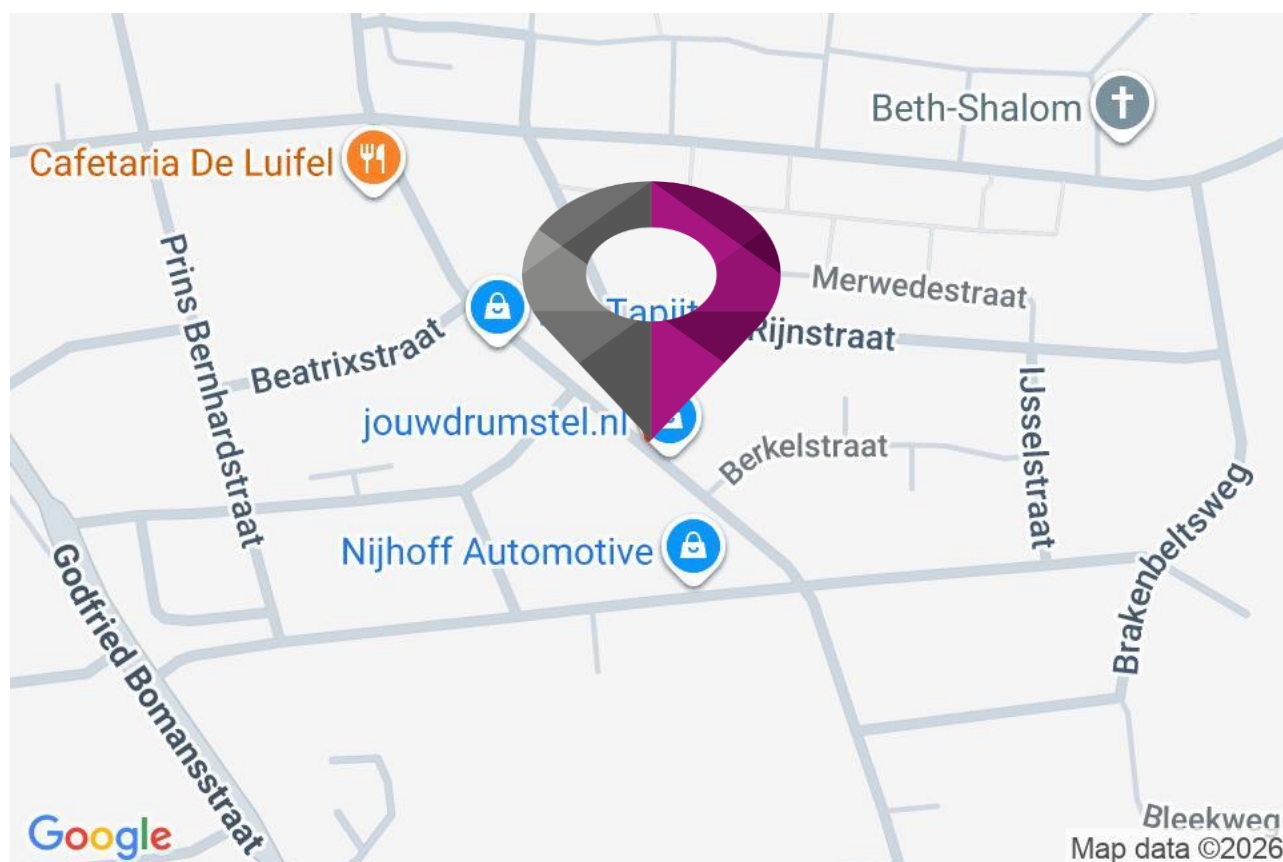 Beth-Shalom
Cafetaria De Luifel
Prins Bernhardstraat
Merwedestraat
Tapijt
Rijnstraat
Beatrixstraat
IJsselstraat
jouwdrumstel.nl
Berkelstraat
Brakenbeltsweg
Nijhoff Automotive
Godfried Bomansstraat
Bleekweg
Google
Map data ©2026